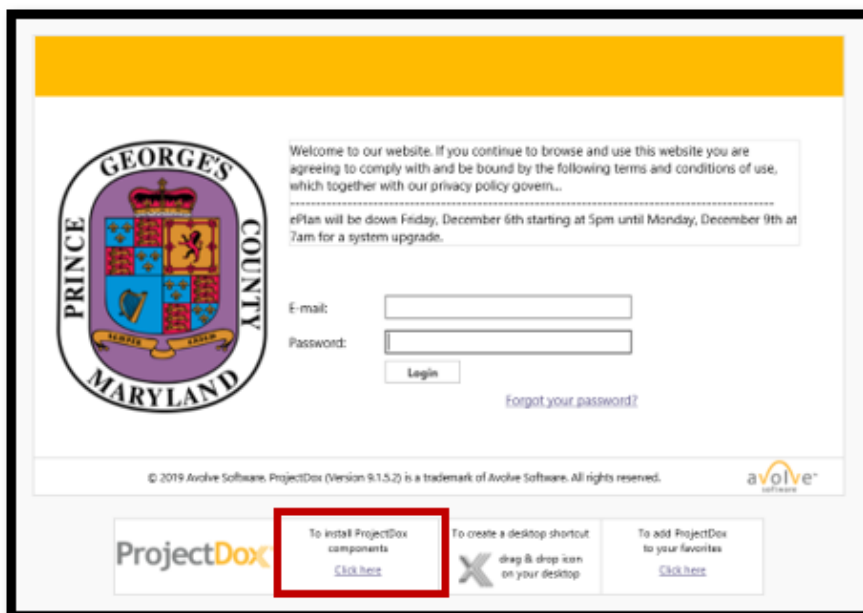 GEORGE'S
PRINCE
COUNTY
SEMPER EADEM
MARYLAND
Welcome to our website. If you continue to browse and use this website you are
agreeing to comply with and be bound by the following terms and conditions of use,
which together with our privacy policy govern...
--------------------------------------------------------------------------------
ePlan will be down Friday, December 6th starting at 5pm until Monday, December 9th at
7am for a system upgrade.
E-mail:
Password:
Login
Forgot your password?
© 2019 Avolve Software. ProjectDox (Version 9.1.5.2) is a trademark of Avolve Software. All rights reserved.
avolve
software
ProjectDox
To install ProjectDox
components
Click here
To create a desktop shortcut
drag & drop icon
on your desktop
To add ProjectDox
to your favorites
Click here